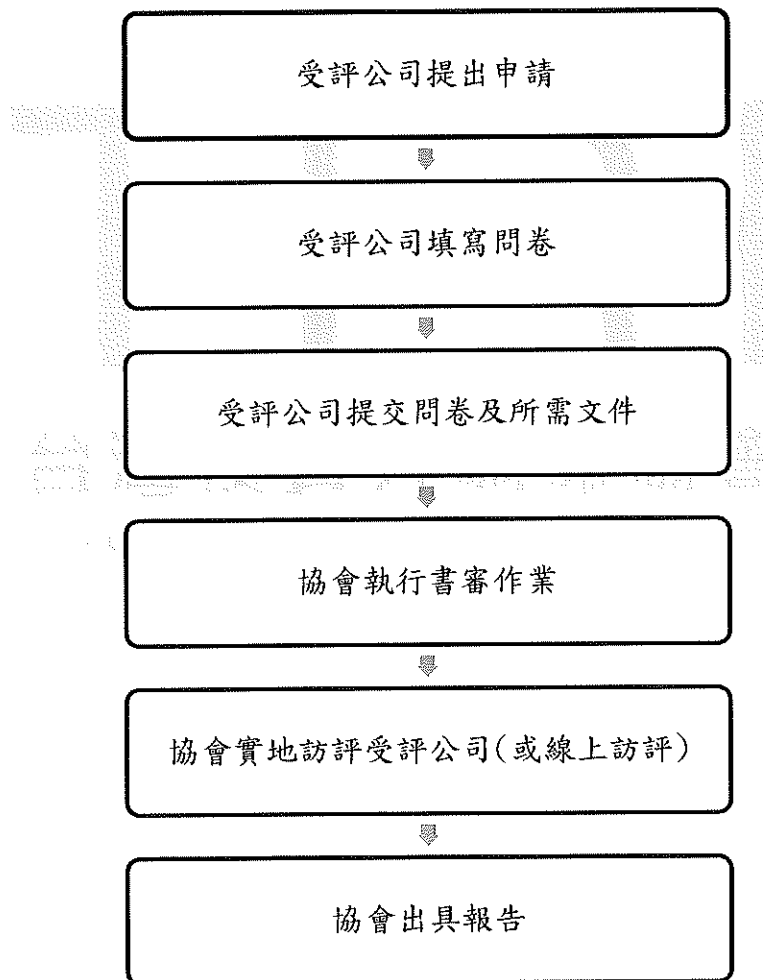 受評公司提出申請
受評公司填寫問卷
受評公司提交問卷及所需文件
協會執行書審作業
協會實地訪評受評公司(或線上訪評)
協會出具報告